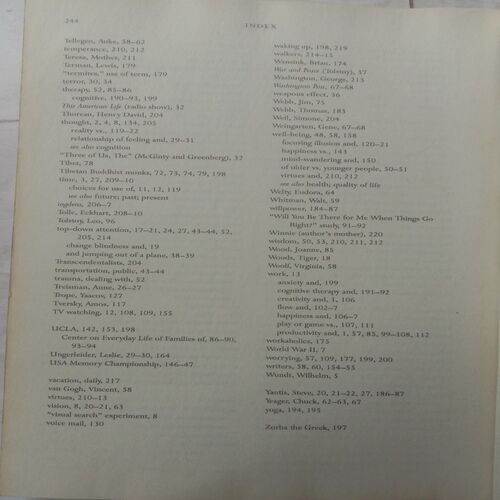 244
INDEX
Tellegen, Auke, 58–62
temperance, 210, 212
Teresa, Mother, 211
Terman, Lewis, 179
"termites," use of term, 179
terror, 30, 34
therapy, 52, 85–86
cognitive, 190–93, 199
This American Life (radio show), 32
Thoreau, Henry David, 204
thought, 2, 4, 8, 134, 205
reality vs., 119–22
relationship of feeling and, 29–31
see also cognition
"Three of Us, The" (McGinty and Greenberg), 32
Tibet, 78
Tibetan Buddhist monks, 72, 73, 74, 79, 198
time, 3, 27, 209–10
choices for use of, 11, 12, 119
see also future; past; present
togdens, 206–7
Tolle, Eckhart, 208–10
Tolstoy, Leo, 96
top-down attention, 17–21, 24, 27, 43–44, 52,
205, 214
change blindness and, 19
and jumping out of plane, 38–39
Transcendentalists, 204
transportation, public, 43–44
trauma, dealing with, 52
Treisman, Anne, 26–27
Trope, Yaacov, 127
Tversky, Amos, 117
TV watching, 12, 108, 109, 155
UCLA, 142, 153, 198
Center on Everyday Life of Families of, 86–90,
93–94
Ungerleider, Leslie, 29–30, 164
USA Memory Championship, 146–47
vacation, daily, 217
van Gogh, Vincent, 58
virtues, 210–13
vision, 8, 20–21, 63
"visual search" experiment, 8
voice mail, 130
waking up, 198, 219
walkers, 214–15
Wansink, Brian, 174
War and Peace (Tolstoy), 37
Washington, George, 213
Washington Post, 67–68
weapons effect, 36
Webb, Jim, 75
Webb, Thomas, 183
Weil, Simone, 204
Weingarten, Gene, 67–68
well-being, 48, 58, 158
focusing illusion and, 120–21
happiness vs., 143
mind-wandering and, 150
of older vs. younger people, 50–51
virtues and, 210, 212
see also health; quality of life
Welty, Eudora, 64
Whitman, Walt, 59
willpower, 184–87
"Will You Be There for Me When Things Go
Right?" study, 91–92
Winnie (author's mother), 220
wisdom, 50, 53, 210, 211, 212
Wood, Joanne, 85
Woods, Tiger, 18
Woolf, Virginia, 58
work, 13
anxiety and, 199
cognitive therapy and, 191–92
creativity and, 1, 106
flow and, 102–7
happiness and, 106–7
play or game vs., 107, 111
productivity and, 1, 57, 85, 99–108, 112
workaholics, 175
World War II, 7
worrying, 57, 109, 177, 199, 200
writers, 58, 60, 154–55
Wundt, Wilhelm, 5
Yantis, Steve, 20, 21–22, 27, 186–87
Yeager, Chuck, 62–63, 67
yoga, 194, 195
Zorba the Greek, 197